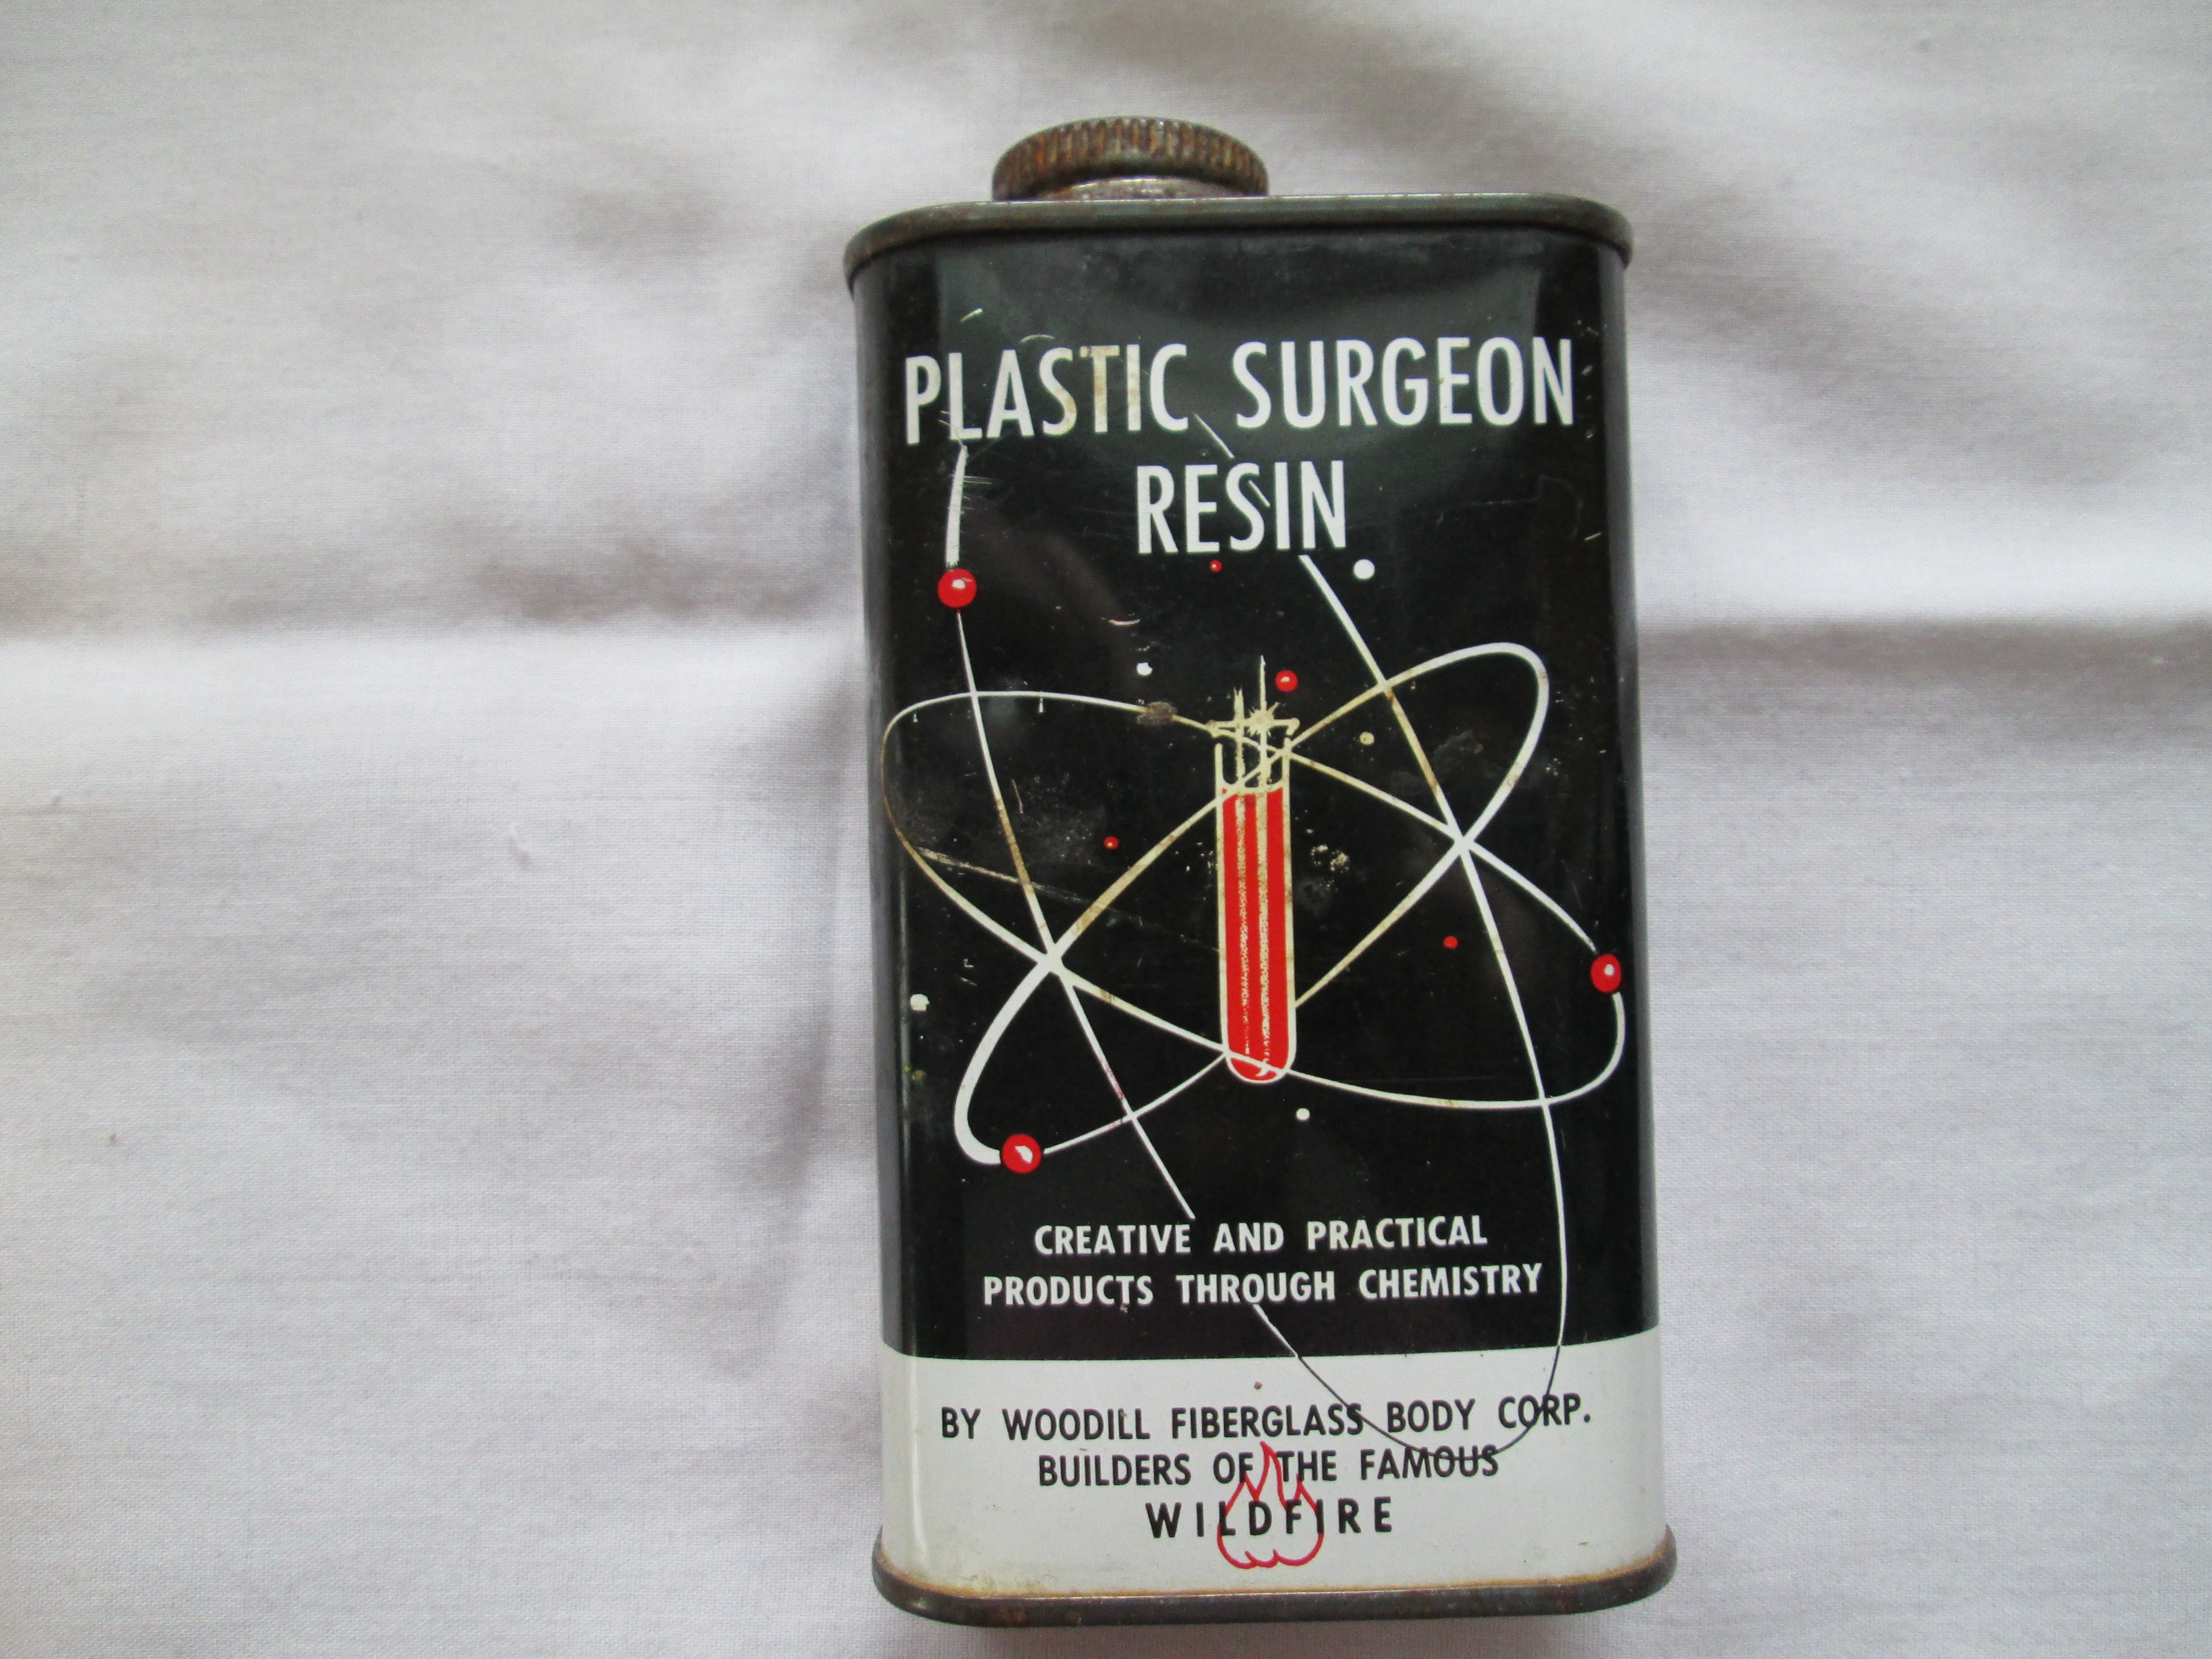 PLASTIC SURGEON
RESIN
CREATIVE AND PRACTICAL
PRODUCTS THROUGH CHEMISTRY
BY WOODILL FIBERGLASS BODY CORP.
BUILDERS OF THE FAMOUS
WILDFIRE